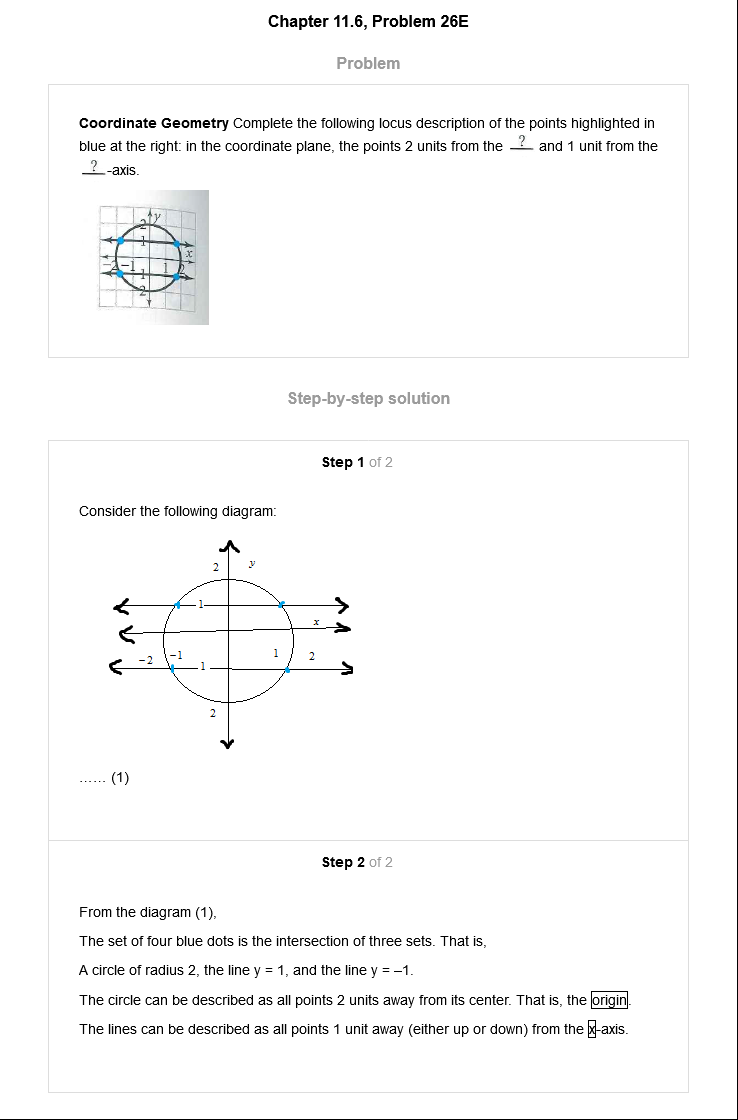 Chapter 11.6, Problem 26E
Problem
Coordinate Geometry Complete the following locus description of the points highlighted in
blue at the right: in the coordinate plane, the points 2 units from the ? and 1 unit from the
?-axis.
2 y
1
x
-2 -1 1 2
1
2
Step-by-step solution
Step 1 of 2
Consider the following diagram:
2 y
1
x
-2 -1 1 2
1
2
...... (1)
Step 2 of 2
From the diagram (1),
The set of four blue dots is the intersection of three sets. That is,
A circle of radius 2, the line y = 1, and the line y = –1.
The circle can be described as all points 2 units away from its center. That is, the origin.
The lines can be described as all points 1 unit away (either up or down) from the x-axis.